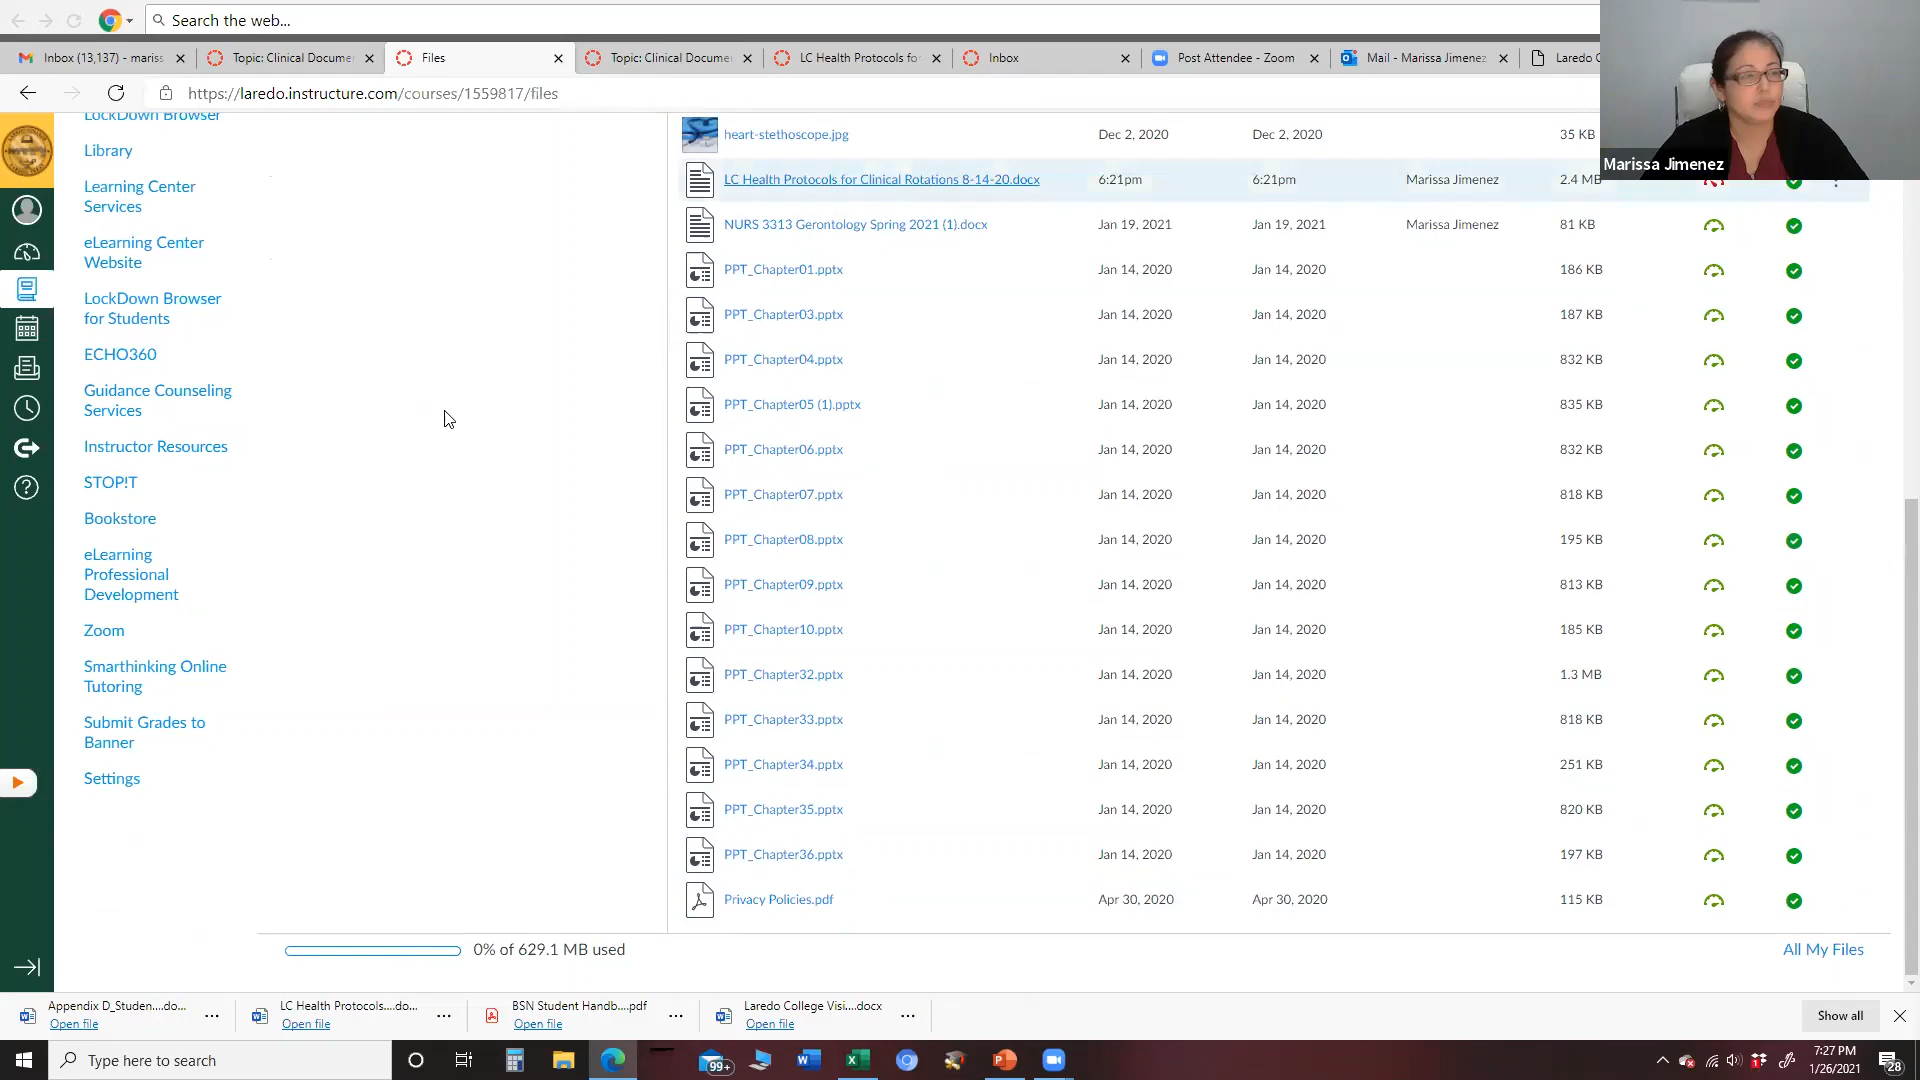 Search the web...
Inbox (13,137) - mariss
Topic: Clinical Documen
Files
Topic: Clinical Documen
LC Health Protocols fo
Inbox
Post Attendee - Zoom
Mail - Marissa Jimenez
Laredo C
https://laredo.instructure.com/courses/1559817/files
Marissa Jimenez
LockDown Browser
Library
Learning Center
Services
eLearning Center
Website
LockDown Browser
for Students
ECHO360
Guidance Counseling
Services
Instructor Resources
STOP!T
Bookstore
eLearning
Professional
Development
Zoom
Smarthinking Online
Tutoring
Submit Grades to
Banner
Settings
heart-stethoscope.jpg Dec 2, 2020 Dec 2, 2020 35 KB
LC Health Protocols for Clinical Rotations 8-14-20.docx 6:21pm 6:21pm Marissa Jimenez 2.4 MB
NURS 3313 Gerontology Spring 2021 (1).docx Jan 19, 2021 Jan 19, 2021 Marissa Jimenez 81 KB
PPT_Chapter01.pptx Jan 14, 2020 Jan 14, 2020 186 KB
PPT_Chapter03.pptx Jan 14, 2020 Jan 14, 2020 187 KB
PPT_Chapter04.pptx Jan 14, 2020 Jan 14, 2020 832 KB
PPT_Chapter05 (1).pptx Jan 14, 2020 Jan 14, 2020 835 KB
PPT_Chapter06.pptx Jan 14, 2020 Jan 14, 2020 832 KB
PPT_Chapter07.pptx Jan 14, 2020 Jan 14, 2020 818 KB
PPT_Chapter08.pptx Jan 14, 2020 Jan 14, 2020 195 KB
PPT_Chapter09.pptx Jan 14, 2020 Jan 14, 2020 813 KB
PPT_Chapter10.pptx Jan 14, 2020 Jan 14, 2020 185 KB
PPT_Chapter32.pptx Jan 14, 2020 Jan 14, 2020 1.3 MB
PPT_Chapter33.pptx Jan 14, 2020 Jan 14, 2020 818 KB
PPT_Chapter34.pptx Jan 14, 2020 Jan 14, 2020 251 KB
PPT_Chapter35.pptx Jan 14, 2020 Jan 14, 2020 820 KB
PPT_Chapter36.pptx Jan 14, 2020 Jan 14, 2020 197 KB
Privacy Policies.pdf Apr 30, 2020 Apr 30, 2020 115 KB
0% of 629.1 MB used
All My Files
Appendix D_Studen....do...
Open file
LC Health Protocols....do...
Open file
BSN Student Handb....pdf
Open file
Laredo College Visi....docx
Open file
Show all
Type here to search
99+
7:27 PM
1/26/2021
28